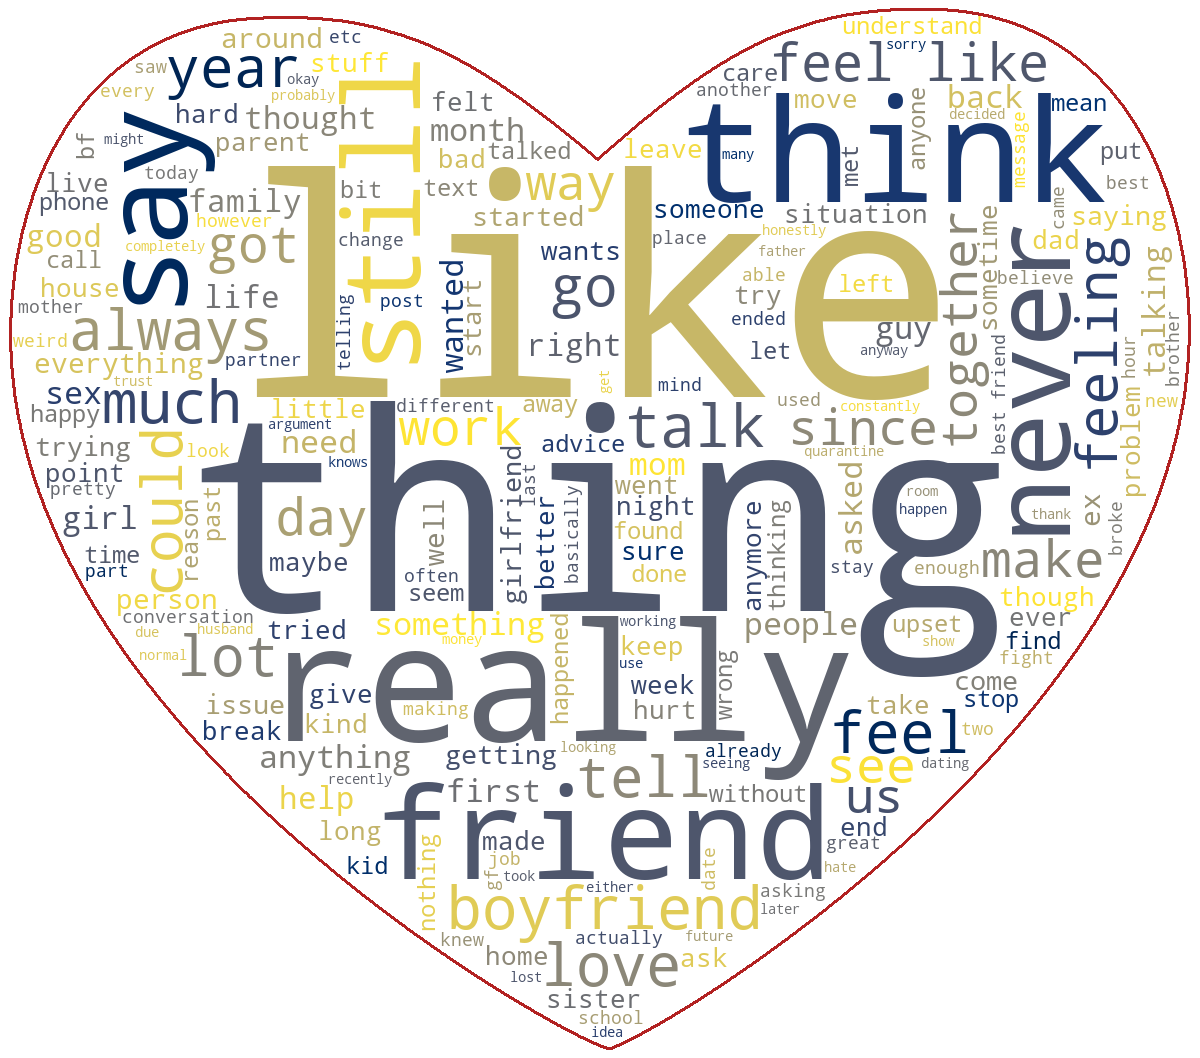 understand
around
etc
sorry
year
stuff
feel like
saw
okay
care
another
every
probably
still
felt
move
anyone
back
mean
decided
hard
thought
think
message
say
month
many
might
parent
bf
bad
talked
leave
met
put
today
like
way
live
family
bit
text
best
phone
someone
situation
came
however
started
saying
good
got
change
wants
place
honestly
together
sometime
never
dad
feeling
completely
father
talking
call
wanted
go
able
left
believe
house
life
start
try
mother
post
telling
ended
guy
always
right
let
anyway
weird
everything
partner
best friend
hour
brother
trust
get
mind
sex
much
different
away
used
constantly
new
happy
little
work
talk
since
problem
argument
need
advice
trying
could
look
knows
thing
quarantine
point
girlfriend
last
mom
asked
ex
pretty
past
day
went
room
girl
reason
well
better
basically
night
anymore
thinking
happen
thank
broke
found
time
maybe
sure
make
part
often
done
stay
enough
seem
person
though
conversation
something
happened
working
people
upset
ever
due
husband
tried
money
show
find
normal
lot
really
keep
use
wrong
fight
week
come
issue
give
making
hurt
stop
break
kind
take
feel
two
anything
getting
looking
already
see
seeing
dating
recently
tell
help
first
without
us
friend
long
made
end
great
kid
nothing
job
gf
took
date
hate
boyfriend
either
asking
later
knew
actually
future
home
love
ask
lost
sister
school
idea